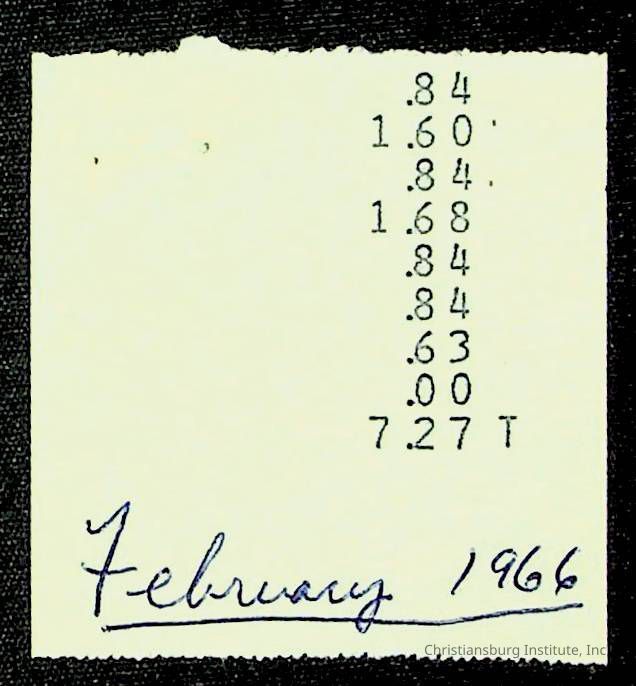 .84
1.60
.84
1.68
.84
.84
.63
.00
7.27 T
February 1966
Christiansburg Institute, Inc